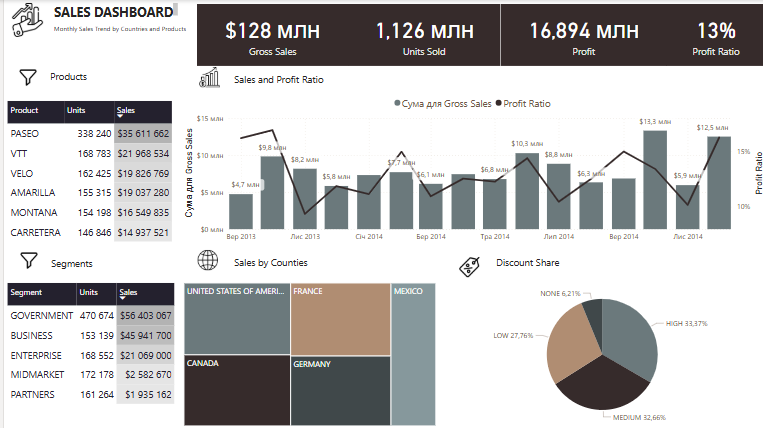 SALES DASHBOARD
Monthly Sales Trend by Countries and Products
$128 МЛН
Gross Sales
1,126 МЛН
Units Sold
16,894 МЛН
Profit
13%
Profit Ratio
Products
Product Units Sales
PASEO 338 240 $35 611 662
VTT 168 783 $21 968 534
VELO 162 425 $19 826 769
AMARILLA 155 315 $19 037 280
MONTANA 154 198 $16 549 835
CARRETERA 146 846 $14 937 521
Segments
Segment Units Sales
GOVERNMENT 470 674 $56 403 067
BUSINESS 153 139 $45 941 700
ENTERPRISE 168 552 $21 069 000
MIDMARKET 172 178 $2 582 670
PARTNERS 161 264 $1 935 162
Sales and Profit Ratio
Сума для Gross Sales Profit Ratio
Сума для Gross Sales
$15 млн
$10 млн
$5 млн
$0 млн
$4,7 млн
$9,8 млн
$8,2 млн
$5,8 млн
$7,7 млн
$6,1 млн
$6,8 млн
$10,3 млн
$8,8 млн
$6,3 млн
$13,3 млн
$5,9 млн
$12,5 млн
15%
10%
Profit Ratio
Вер 2013
Лис 2013
Січ 2014
Бер 2014
Тра 2014
Лип 2014
Вер 2014
Лис 2014
Sales by Counties
UNITED STATES OF AMERI...
FRANCE
MEXICO
CANADA
GERMANY
Discount Share
NONE 6,21%
HIGH 33,37%
LOW 27,76%
MEDIUM 32,66%